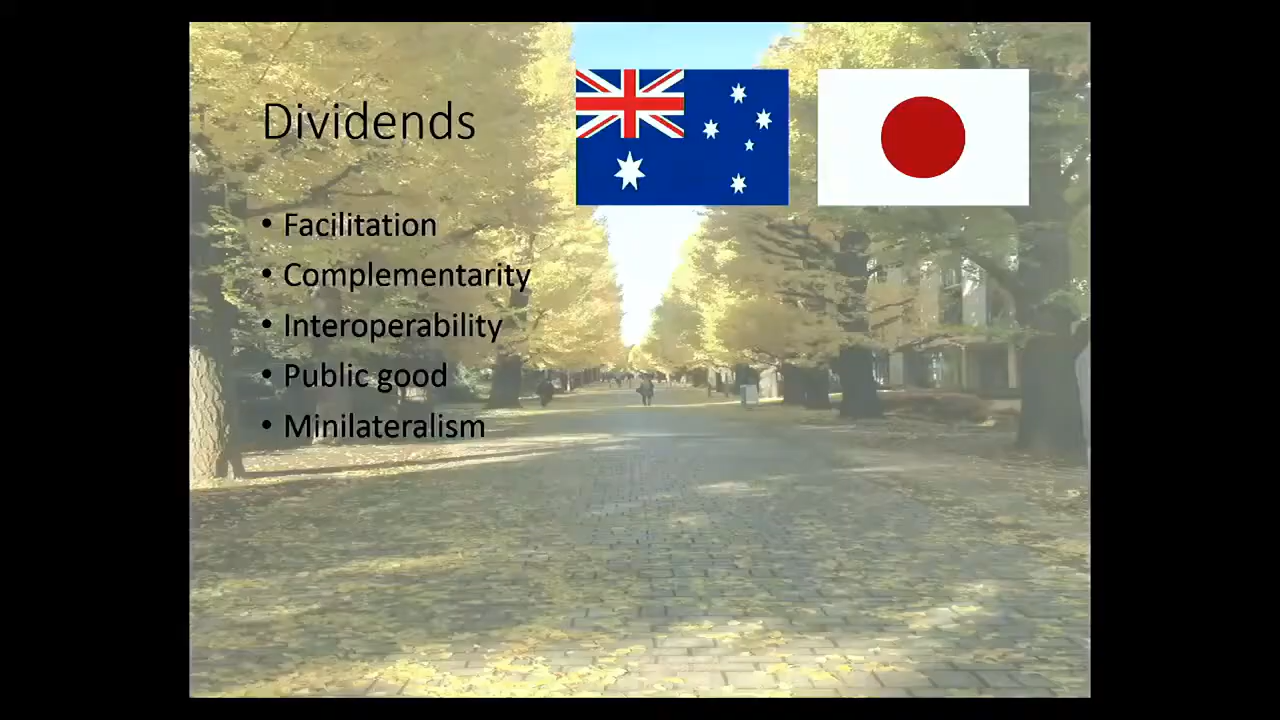 Dividends
• Facilitation
• Complementarity
• Interoperability
• Public good
• Minilateralism